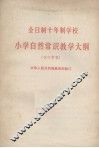 全日制十年制学校
小学自然常识教学大纲
（试行草案）
中华人民共和国教育部制订